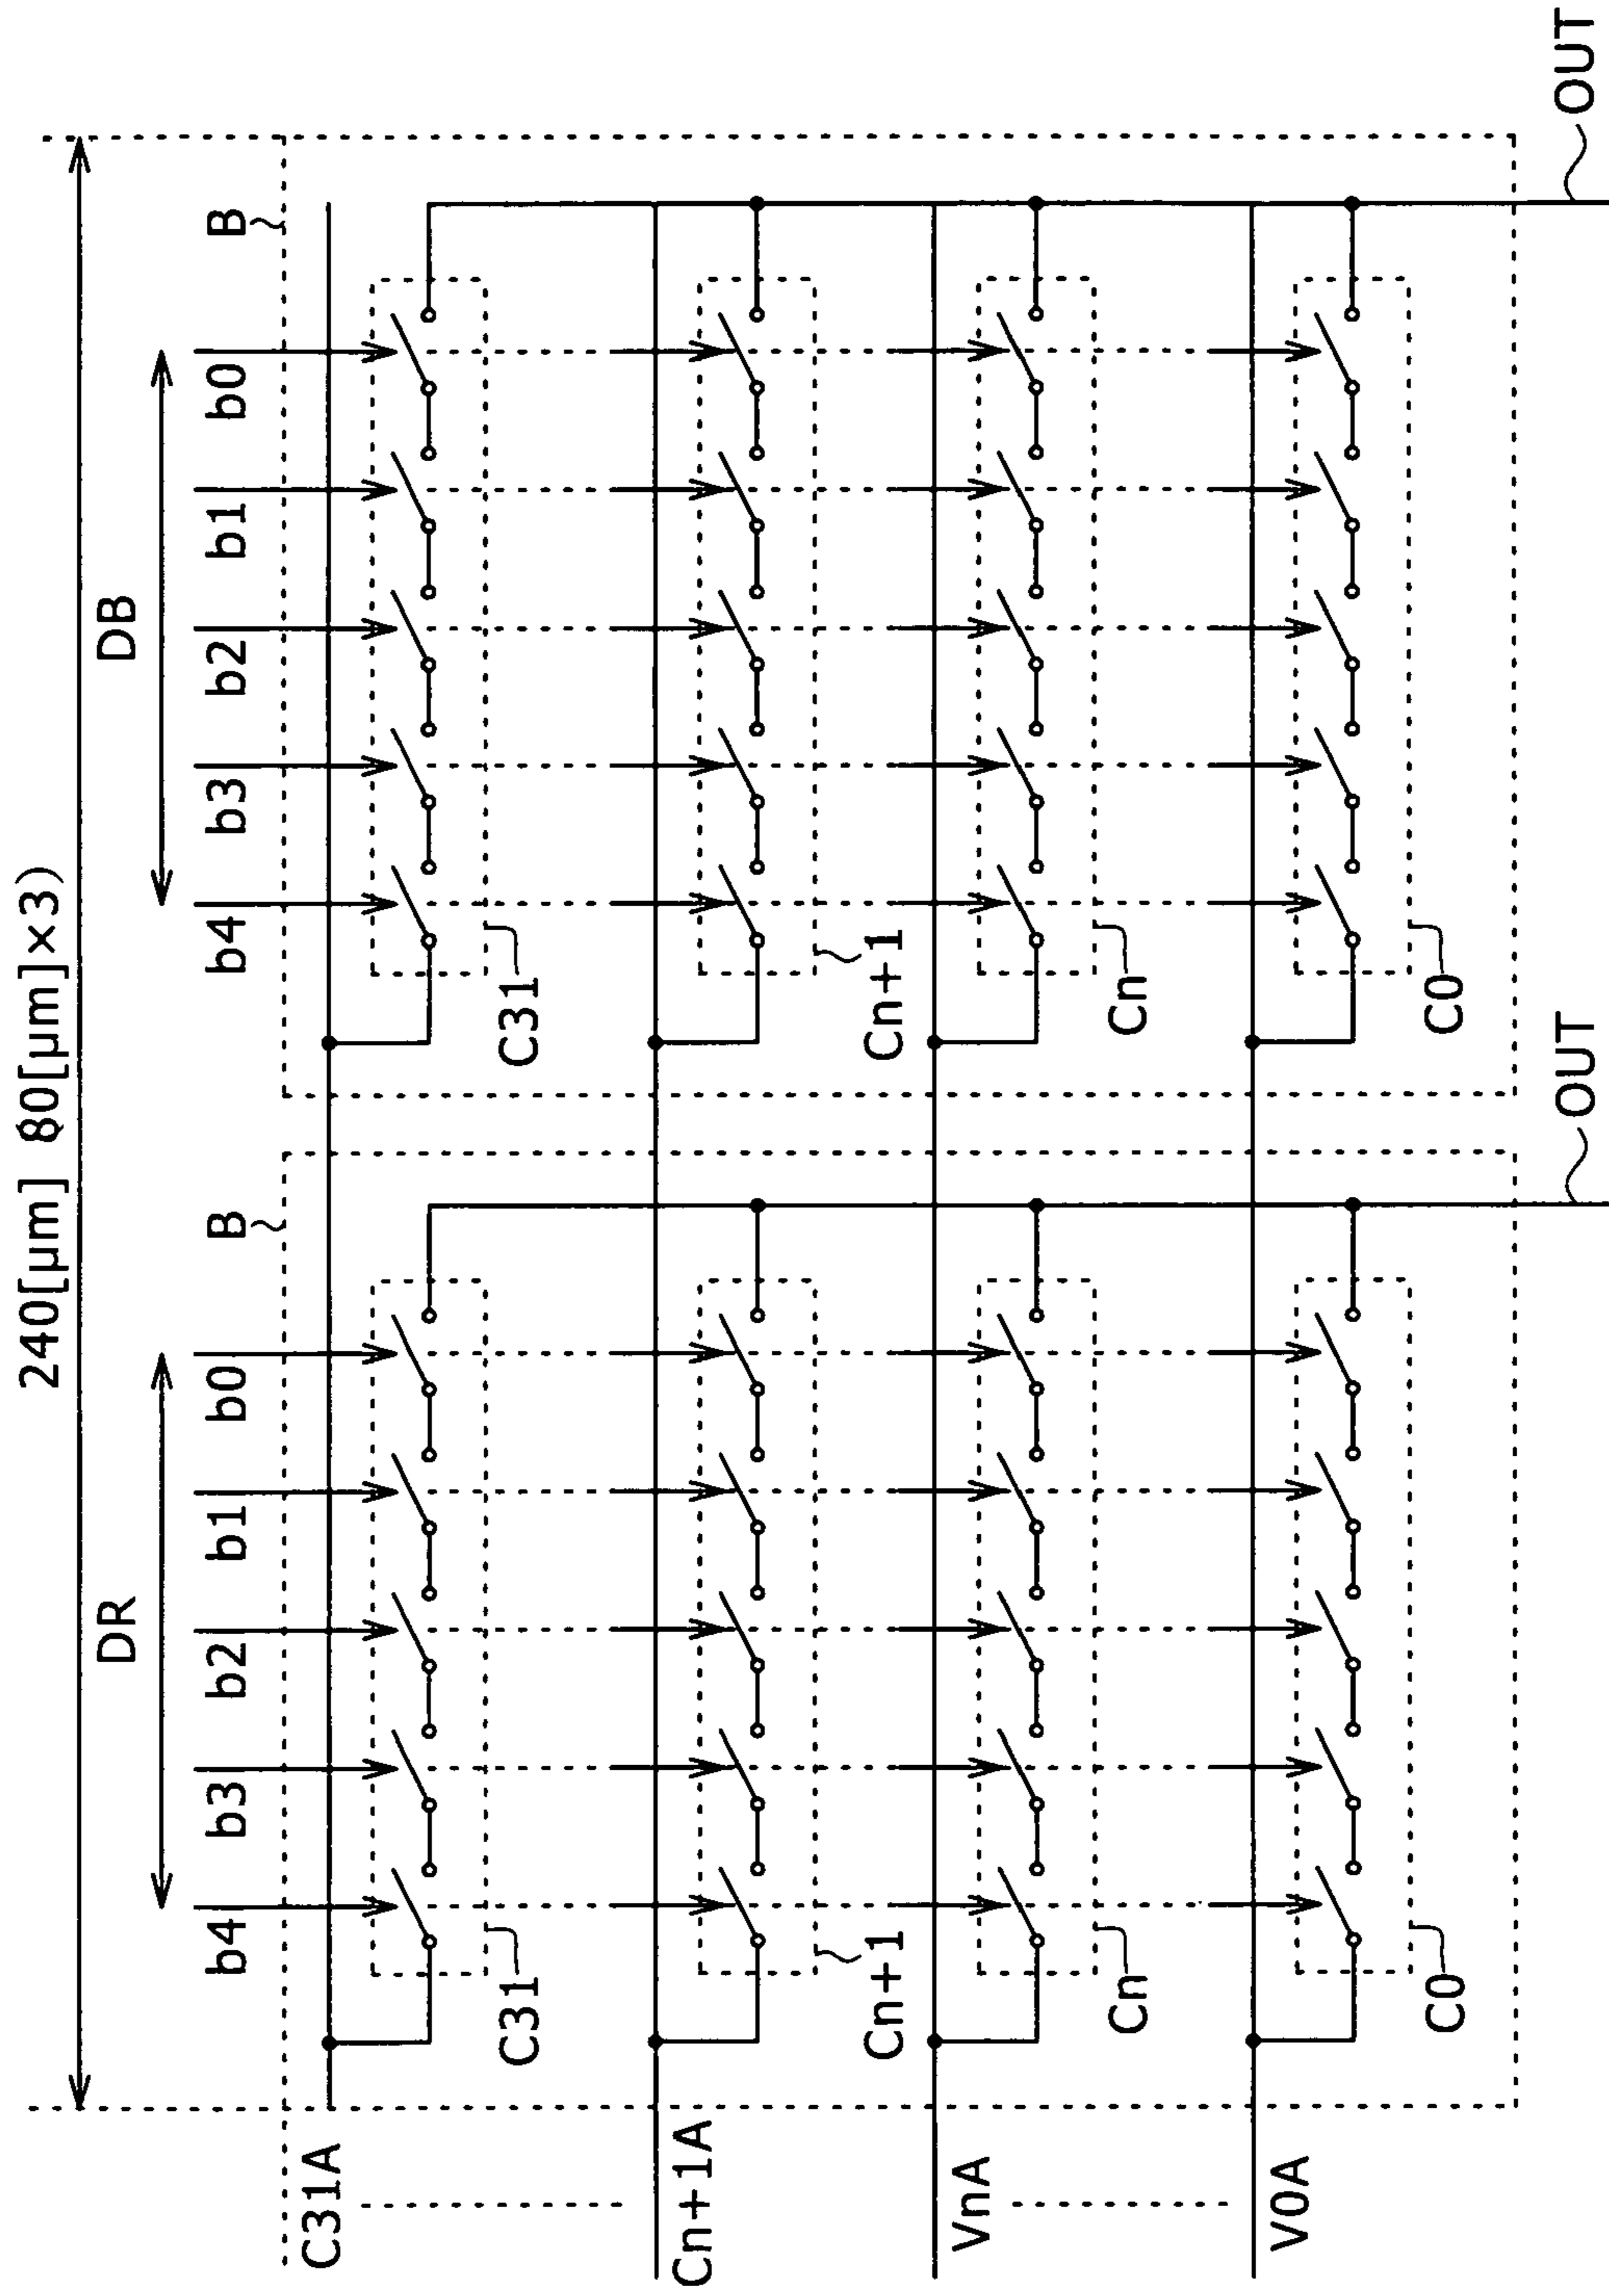 240[μm] 80[μm]×3)
DR
DB
b4 b3 b2 b1 b0 B
b4 b3 b2 b1 b0 B
C31A
C31
C31
Cn+1A
Cn+1
Cn+1
VnA
Cn
Cn
V0A
C0
C0
OUT
OUT